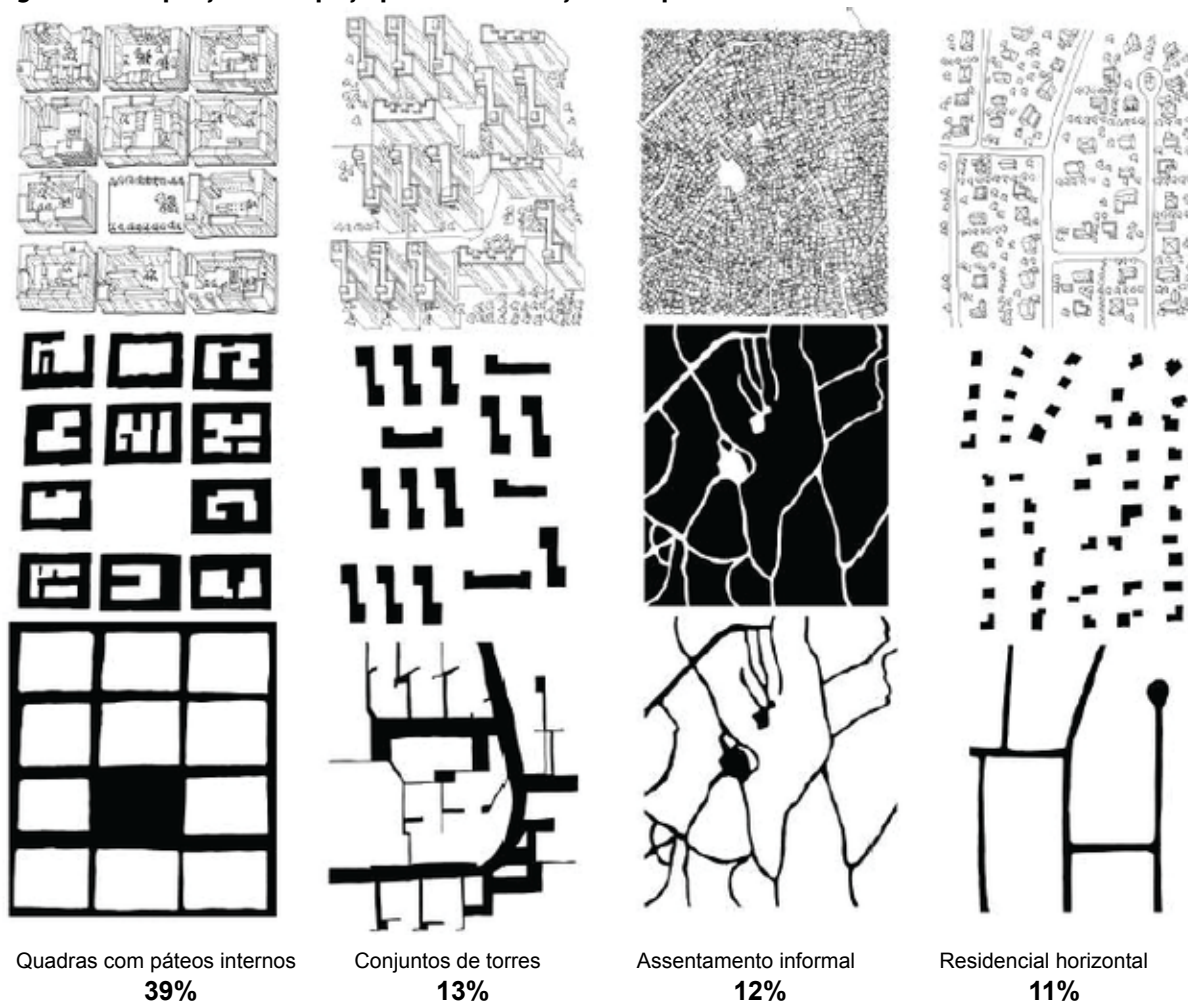 Quadras com páteos internos
39%
Conjuntos de torres
13%
Assentamento informal
12%
Residencial horizontal
11%